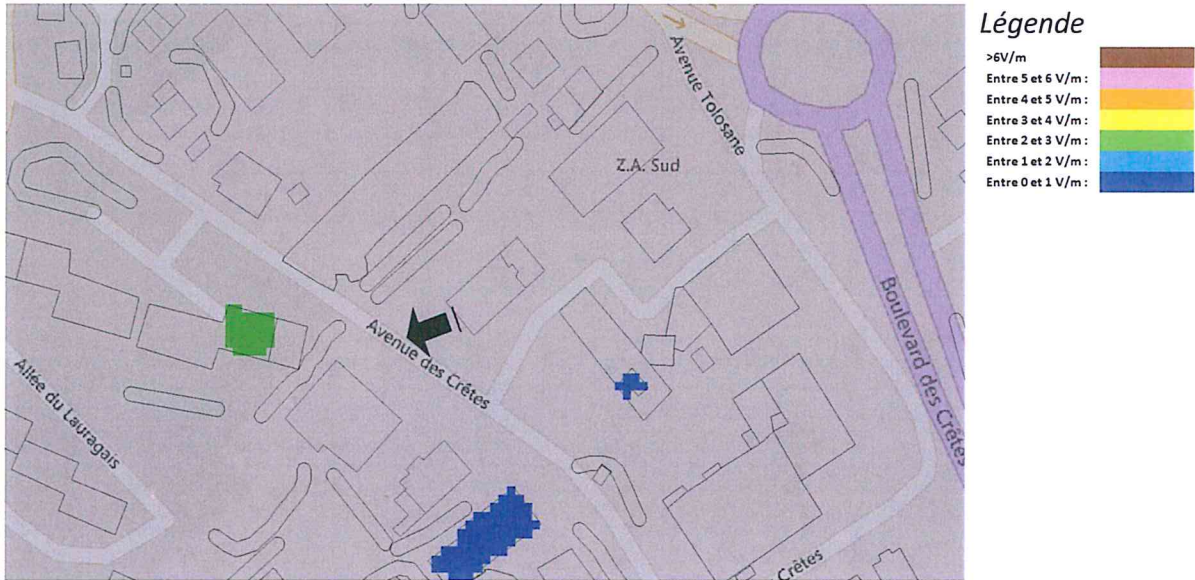 Légende
>6V/m
Entre 5 et 6 V/m :
Entre 4 et 5 V/m :
Entre 3 et 4 V/m :
Entre 2 et 3 V/m :
Entre 1 et 2 V/m :
Entre 0 et 1 V/m :
Avenue Tolosane
Z.A. Sud
Boulevard des Crêtes
Avenue des Crêtes
Allée du Lauragais
Crêtes